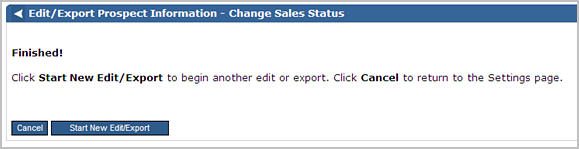 Edit/Export Prospect Information - Change Sales Status
Finished!
Click Start New Edit/Export to begin another edit or export. Click Cancel to return to the Settings page.
Cancel Start New Edit/Export